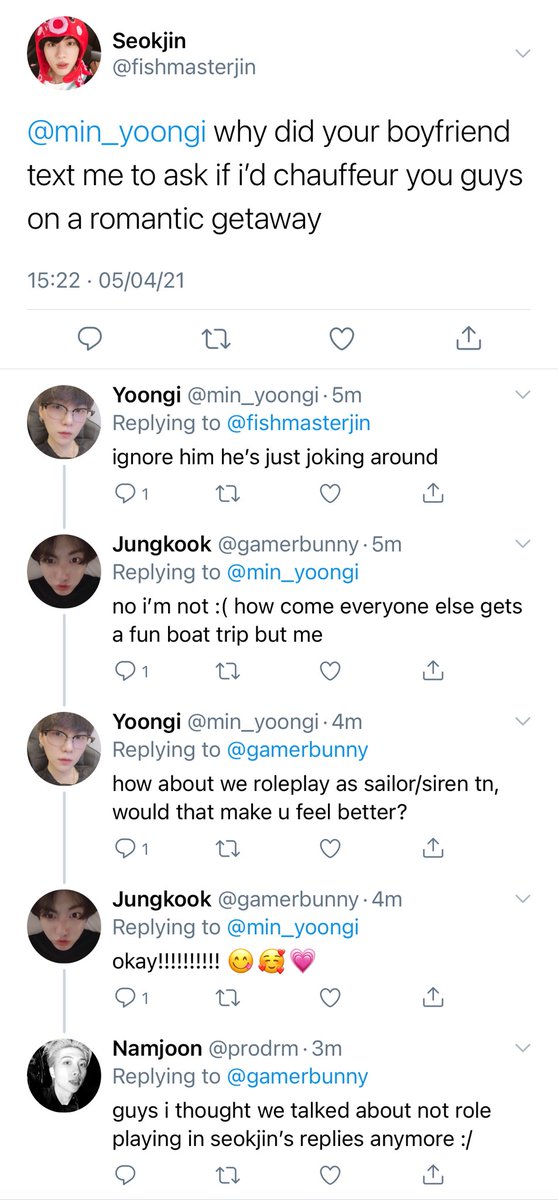 Seokjin
@fishmasterjin
@min_yoongi why did your boyfriend
text me to ask if i’d chauffeur you guys
on a romantic getaway
15:22 · 05/04/21
Yoongi @min_yoongi · 5m
Replying to @fishmasterjin
ignore him he’s just joking around
1
Jungkook @gamerbunny · 5m
Replying to @min_yoongi
no i’m not :( how come everyone else gets
a fun boat trip but me
1
Yoongi @min_yoongi · 4m
Replying to @gamerbunny
how about we roleplay as sailor/siren tn,
would that make u feel better?
1
Jungkook @gamerbunny · 4m
Replying to @min_yoongi
okay!!!!!!!!!! 😋🥰💗
1
Namjoon @prodrm · 3m
Replying to @gamerbunny
guys i thought we talked about not role
playing in seokjin’s replies anymore :/